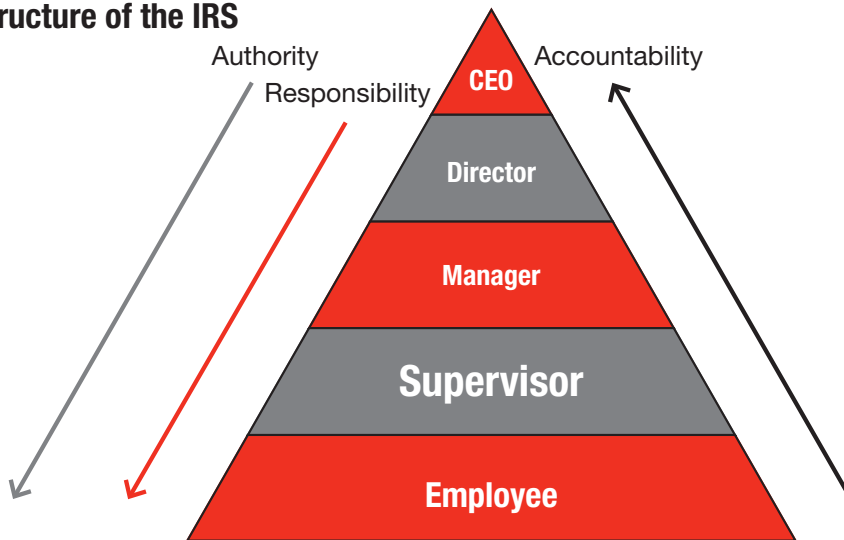 ructure of the IRS
Authority
Responsibility
Accountability
CEO
Director
Manager
Supervisor
Employee